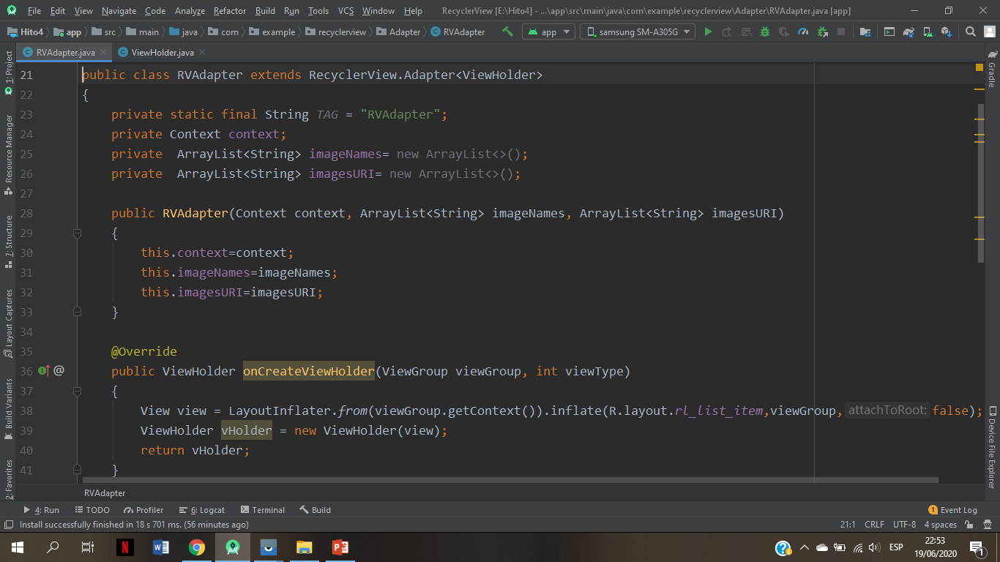 File Edit View Navigate Code Analyze Refactor Build Run Tools VCS Window Help RecyclerView [E:\Hito4] - ...\app\src\main\java\com\example\recyclerview\Adapter\RVAdapter.java [app]
Hito4 app src main java com example recyclerview Adapter RVAdapter app samsung SM-A305G
RVAdapter.java ViewHolder.java
1: Project
Resource Manager
7: Structure
Layout Captures
Build Variants
2: Favorites
21 public class RVAdapter extends RecyclerView.Adapter<ViewHolder>
22 {
23 private static final String TAG = "RVAdapter";
24 private Context context;
25 private  ArrayList<String> imageNames= new ArrayList<>();
26 private  ArrayList<String> imagesURI= new ArrayList<>();
27
28 public RVAdapter(Context context, ArrayList<String> imageNames, ArrayList<String> imagesURI)
29 {
30 this.context=context;
31 this.imageNames=imageNames;
32 this.imagesURI=imagesURI;
33 }
34
35 @Override
36 @ public ViewHolder onCreateViewHolder(ViewGroup viewGroup, int viewType)
37 {
38 View view = LayoutInflater.from(viewGroup.getContext()).inflate(R.layout.rl_list_item,viewGroup, attachToRoot: false);
39 ViewHolder vHolder = new ViewHolder(view);
40 return vHolder;
41 }
Gradle
Device File Explorer
RVAdapter
4: Run TODO Profiler 6: Logcat Terminal Build 1 Event Log
Install successfully finished in 18 s 701 ms. (56 minutes ago) 21:1 CRLF UTF-8 4 spaces
ESP 22:53
19/06/2020 1